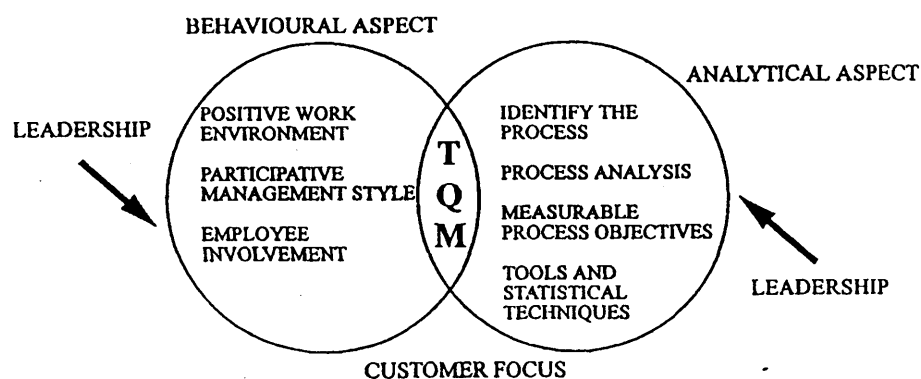 BEHAVIOURAL ASPECT
ANALYTICAL ASPECT
LEADERSHIP
POSITIVE WORK
ENVIRONMENT
PARTICIPATIVE
MANAGEMENT STYLE
EMPLOYEE
INVOLVEMENT
T
Q
M
IDENTIFY THE
PROCESS
PROCESS ANALYSIS
MEASURABLE
PROCESS OBJECTIVES
TOOLS AND
STATISTICAL
TECHNIQUES
LEADERSHIP
CUSTOMER FOCUS